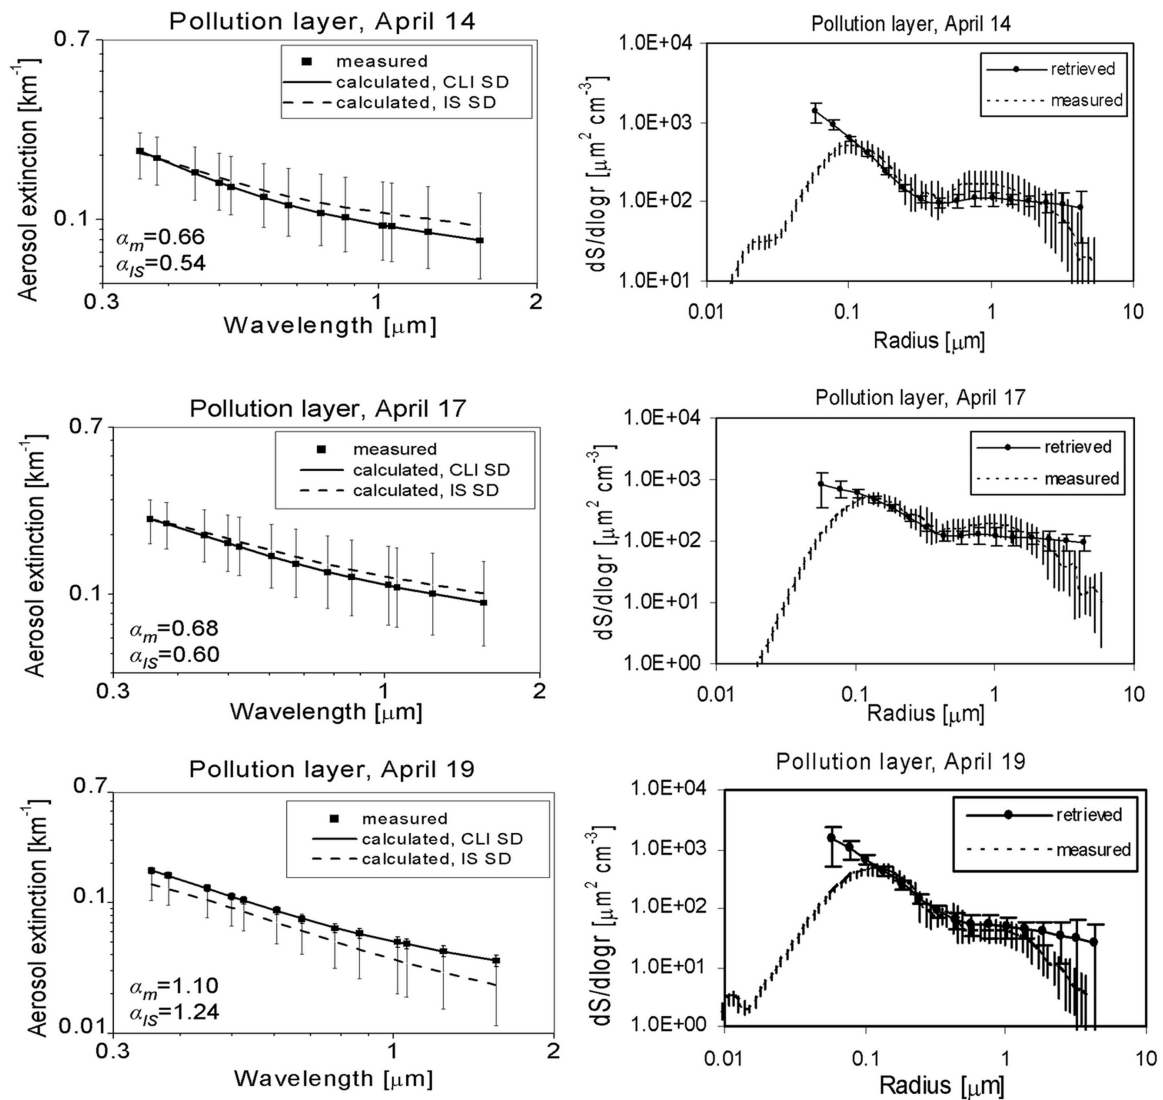 Pollution layer, April 14
0.7
measured
calculated, CLI SD
calculated, IS SD
Aerosol extinction [km⁻¹]
0.1
αₘ=0.66
α_IS=0.54
0.3
1
2
Wavelength [μm]
Pollution layer, April 14
1.0E+04
retrieved
measured
1.0E+03
dS/dlogr [μm² cm⁻³]
1.0E+02
1.0E+01
0.01
0.1
1
10
Radius [μm]
Pollution layer, April 17
0.7
measured
calculated, CLI SD
calculated, IS SD
Aerosol extinction [km⁻¹]
0.1
αₘ=0.68
α_IS=0.60
0.3
1
2
Wavelength [μm]
Pollution layer, April 17
1.0E+04
retrieved
measured
1.0E+03
dS/dlogr [μm² cm⁻³]
1.0E+02
1.0E+01
1.0E+00
0.01
0.1
1
10
Radius [μm]
Pollution layer, April 19
0.7
measured
calculated, CLI SD
calculated, IS SD
Aerosol extinction [km⁻¹]
0.1
αₘ=1.10
α_IS=1.24
0.01
0.3
1
2
Wavelength [μm]
Pollution layer, April 19
1.0E+04
retrieved
measured
1.0E+03
dS/dlogr [μm² cm⁻³]
1.0E+02
1.0E+01
1.0E+00
0.01
0.1
1
10
Radius [μm]